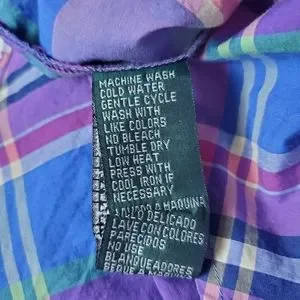 MACHINE WASH
COLD WATER
GENTLE CYCLE
WASH WITH
LIKE COLORS
NO BLEACH
TUMBLE DRY
LOW HEAT
PRESS WITH
COOL IRON IF
NECESSARY
A MAQUINA
DELICADO
LAVE CON COLORES
PARECIDOS
NO USE
BLANQUEADORES